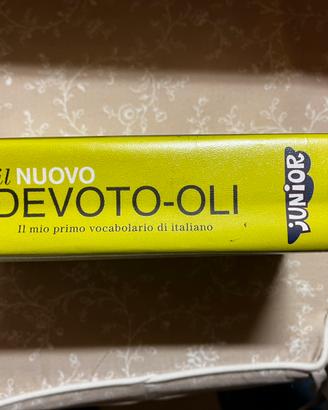 il NUOVO
DEVOTO-OLI
Il mio primo vocabolario di italiano
JUNIOR